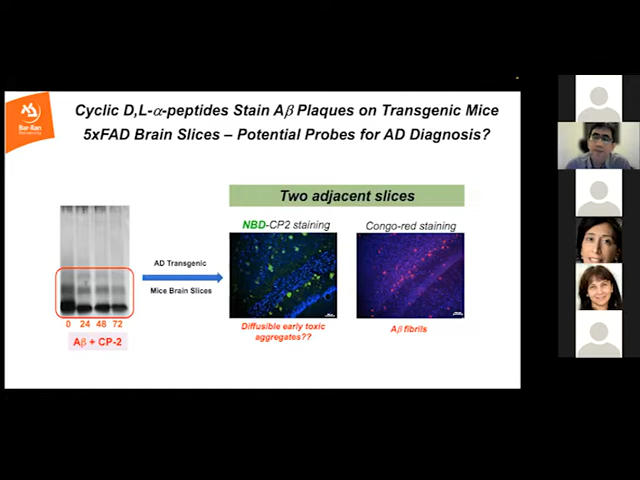 Cyclic D,L-α-peptides Stain Aβ Plaques on Transgenic Mice
5xFAD Brain Slices – Potential Probes for AD Diagnosis?
Bar-Ilan
University
Two adjacent slices
NBD-CP2 staining
Congo-red staining
AD Transgenic
Mice Brain Slices
0 24 48 72
Aβ + CP-2
Diffusible early toxic
aggregates??
Aβ fibrils